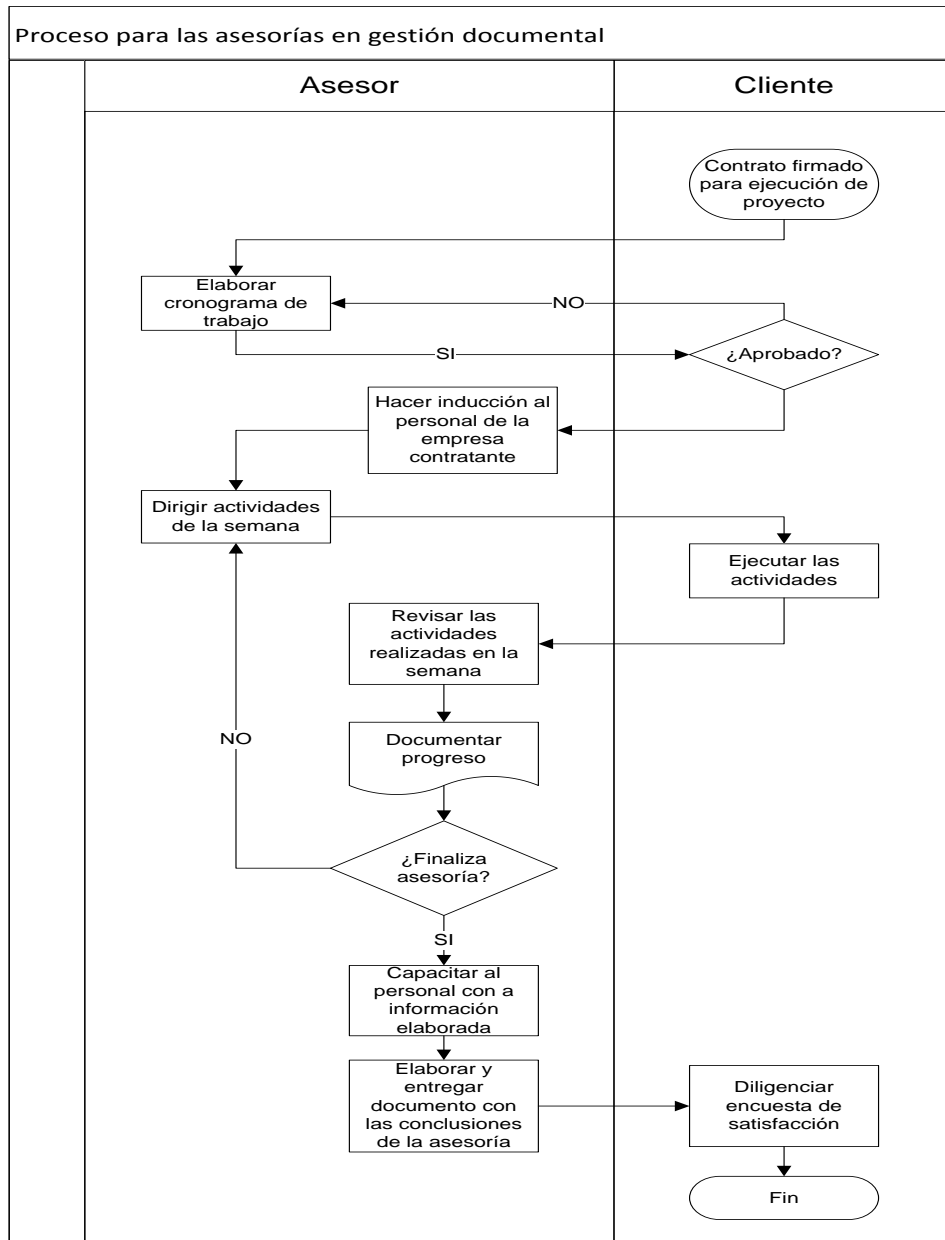 Proceso para las asesorías en gestión documental
Asesor
Cliente
Contrato firmado
para ejecución de
proyecto
Elaborar
cronograma de
trabajo
NO
SI
¿Aprobado?
Hacer inducción al
personal de la
empresa
contratante
Dirigir actividades
de la semana
Ejecutar las
actividades
Revisar las
actividades
realizadas en la
semana
NO
Documentar
progreso
¿Finaliza
asesoría?
SI
Capacitar al
personal con a
información
elaborada
Elaborar y
entregar
documento con
las conclusiones
de la asesoría
Diligenciar
encuesta de
satisfacción
Fin